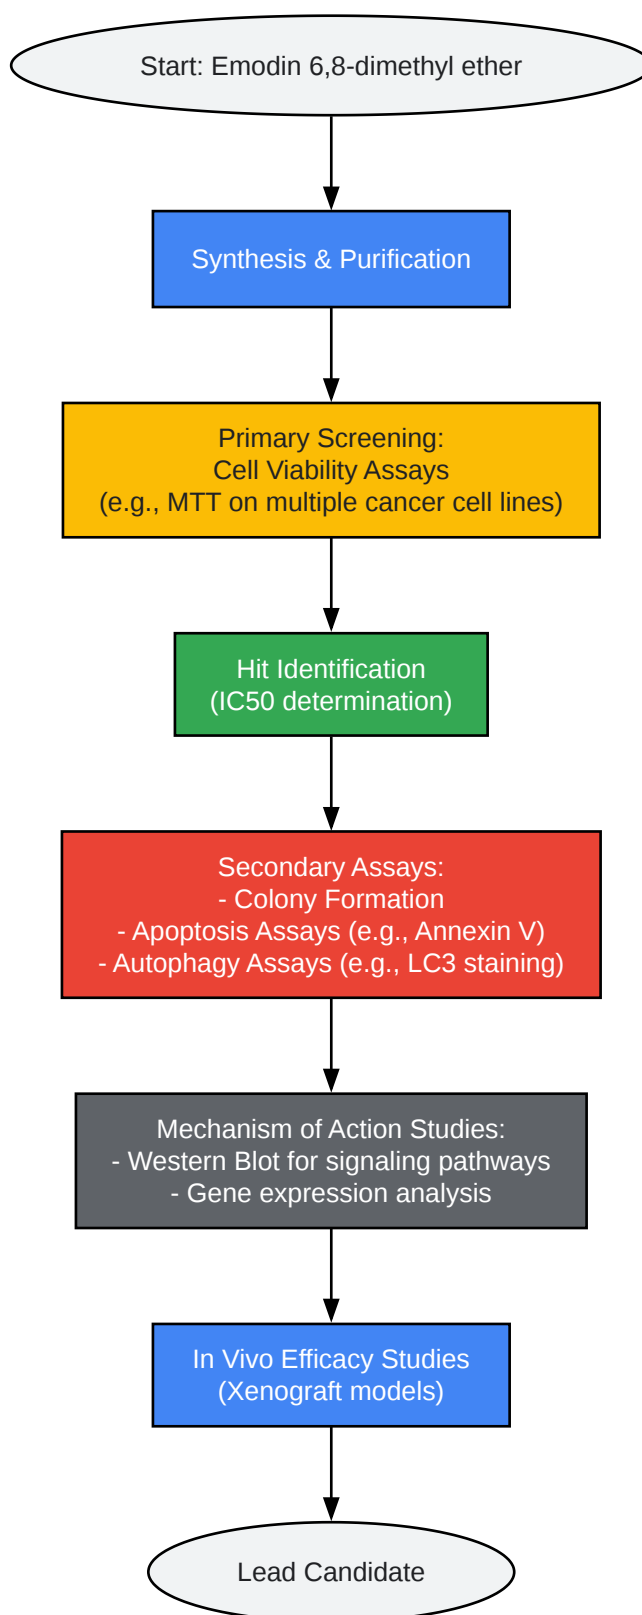 Start: Emodin 6,8-dimethyl ether
Synthesis & Purification
Primary Screening:
Cell Viability Assays
(e.g., MTT on multiple cancer cell lines)
Hit Identification
(IC50 determination)
Secondary Assays:
- Colony Formation
- Apoptosis Assays (e.g., Annexin V)
- Autophagy Assays (e.g., LC3 staining)
Mechanism of Action Studies:
- Western Blot for signaling pathways
- Gene expression analysis
In Vivo Efficacy Studies
(Xenograft models)
Lead Candidate